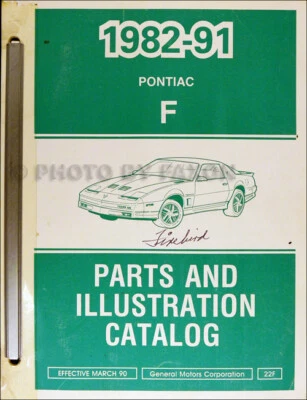 1982-91
PONTIAC
F
© PHOTO BY FAXON
Firebird
PARTS AND
ILLUSTRATION
CATALOG
EFFECTIVE MARCH 90
General Motors Corporation
22F